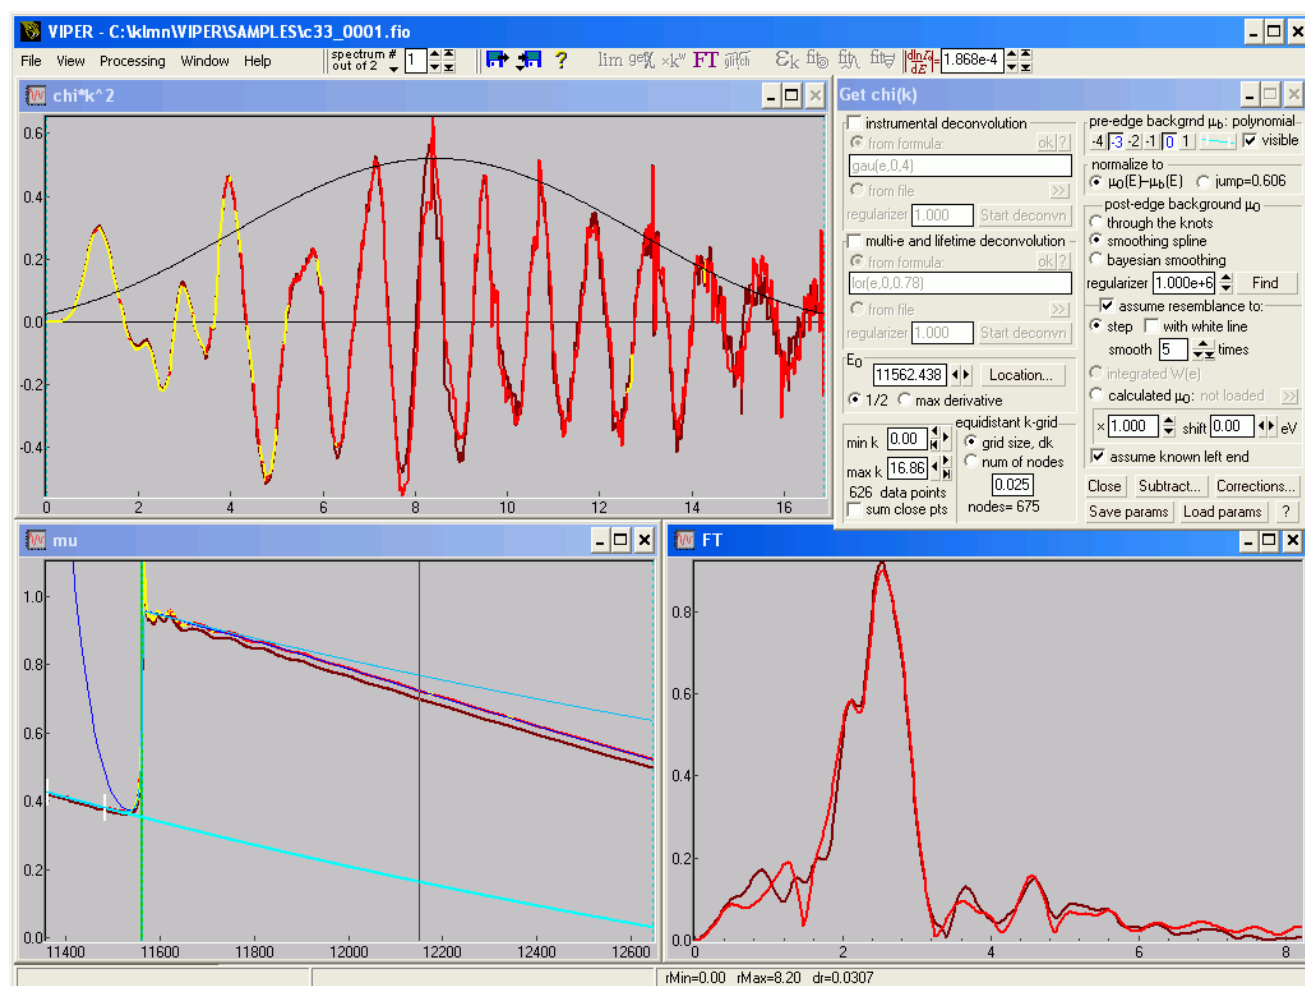 VIPER - C:\klmn\VIPER\SAMPLES\c33_0001.fio
File View Processing Window Help
spectrum #
out of 2
1
? lim ×kʷ FT glitch εk
=1.868e-4
chi*k^2
0.6
0.4
0.2
0.0
-0.2
-0.4
0 2 4 6 8 10 12 14 16
Get chi(k)
instrumental deconvolution
from formula: ok ?
gau(e,0,4)
from file >>
regularizer 1.000 Start deconvn
multi-e and lifetime deconvolution
from formula: ok ?
lor(e,0,0.78)
from file >>
regularizer 1.000 Start deconvn
E0
11562.438 Location...
1/2 max derivative
min k 0.00
max k 16.86
626 data points
sum close pts
equidistant k-grid
grid size, dk
num of nodes
0.025
nodes= 675
pre-edge backgrnd μb: polynomial
-4 -3 -2 -1 0 1 visible
normalize to
μ0(E)-μb(E) jump=0.606
post-edge background μ0
through the knots
smoothing spline
bayesian smoothing
regularizer 1.000e+6 Find
assume resemblance to:
step with white line
smooth 5 times
integrated W(e)
calculated μ0: not loaded >>
× 1.000 shift 0.00 eV
assume known left end
Close Subtract... Corrections...
Save params Load params ?
mu
1.0
0.8
0.6
0.4
0.2
0.0
11400 11600 11800 12000 12200 12400 12600
FT
0.8
0.6
0.4
0.2
0.0
0 2 4 6 8
rMin=0.00 rMax=8.20 dr=0.0307